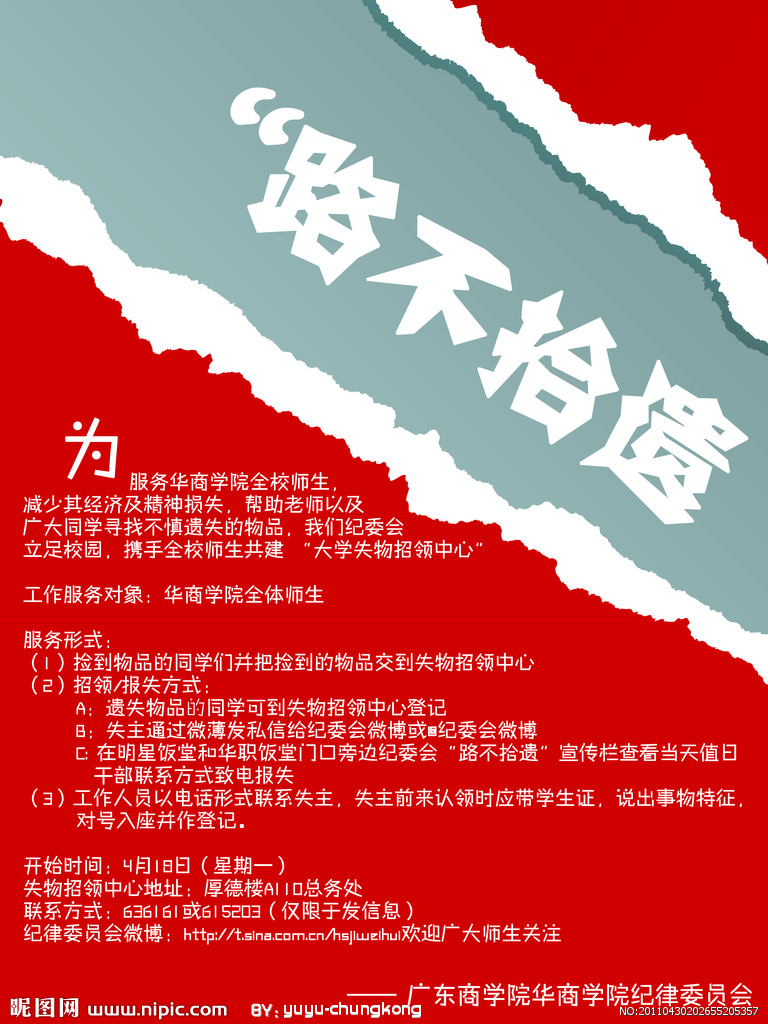 “路不拾遗
为服务华商学院全校师生，
减少其经济及精神损失，帮助老师以及
广大同学寻找不慎遗失的物品，我们纪委会
立足校园，携手全校师生共建 “大学失物招领中心”
工作服务对象：华商学院全体师生
服务形式：
（1）捡到物品的同学们并把捡到的物品交到失物招领中心
（2）招领/报失方式：
A：遗失物品的同学可到失物招领中心登记
B：失主通过微薄发私信给纪委会微博或@纪委会微博
C: 在明星饭堂和华职饭堂门口旁边纪委会“路不拾遗”宣传栏查看当天值日
干部联系方式致电报失
（3）工作人员以电话形式联系失主，失主前来认领时应带学生证，说出事物特征，
对号入座并作登记。
开始时间：4月18日（星期一）
失物招领中心地址：厚德楼A110总务处
联系方式：636161或615203（仅限于发信息）
纪律委员会微博：http://t.sina.com.cn/hsjiweihui欢迎广大师生关注
—— 广东商学院华商学院纪律委员会
昵图网 www.nipic.com BY: yuyu-chungkong NO:20110430202655205357